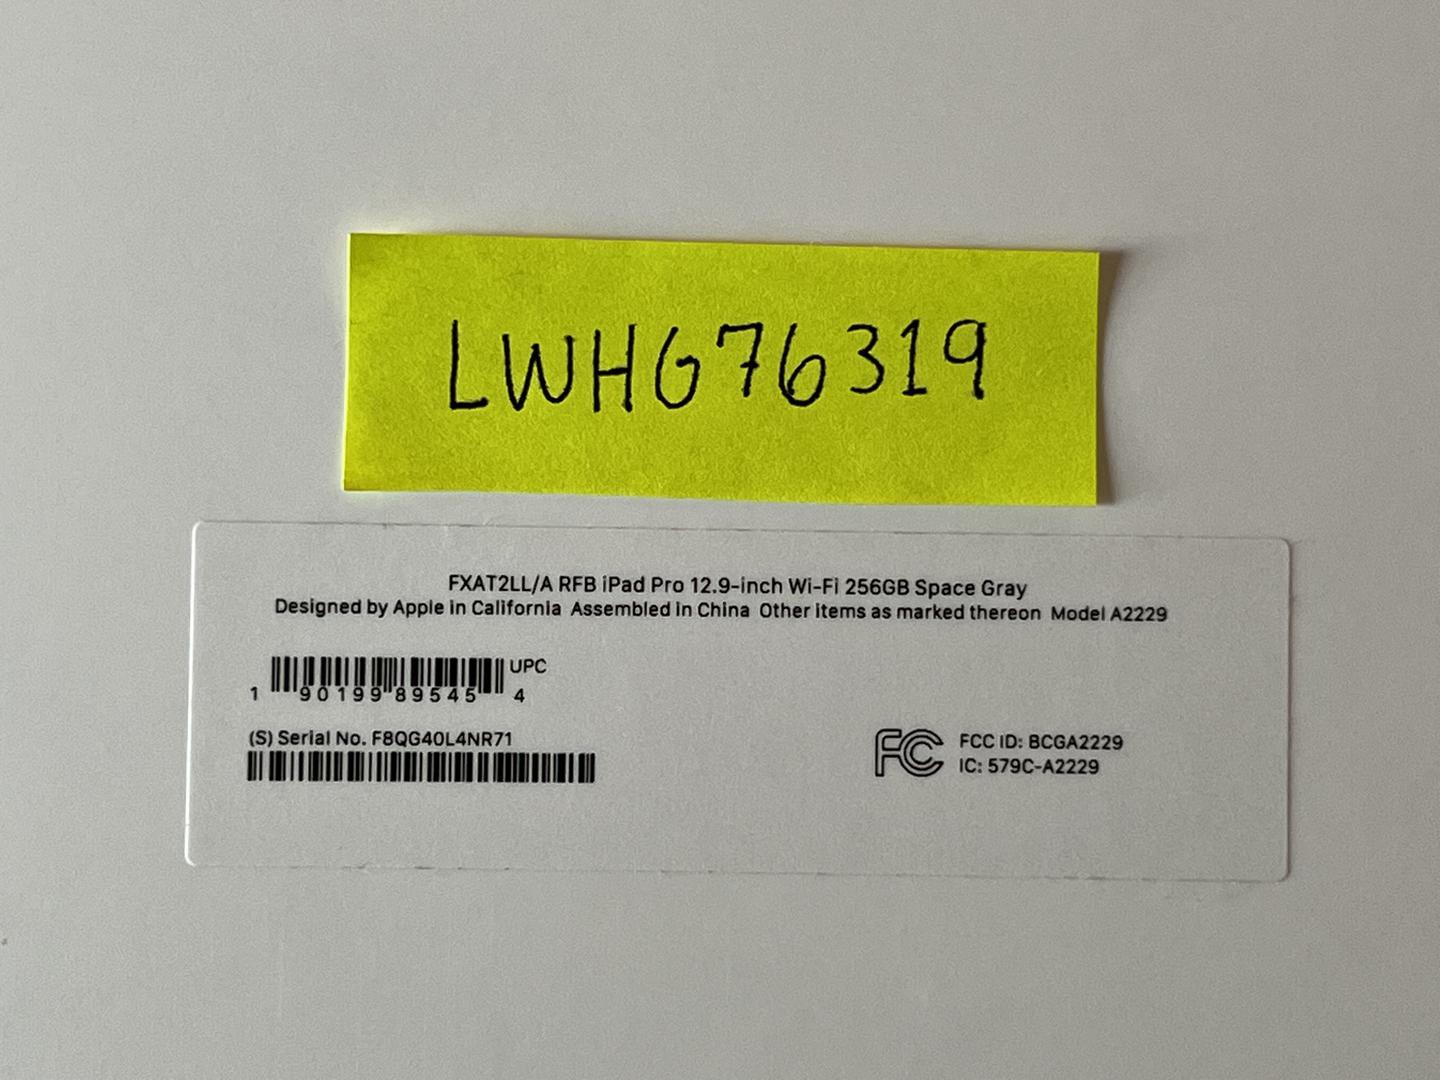 LWHG76319
FXAT2LL/A RFB iPad Pro 12.9-inch Wi-Fi 256GB Space Gray
Designed by Apple in California Assembled in China Other items as marked thereon Model A2229
UPC
1 90199 89545 4
(S) Serial No. F8QG40L4NR71
FC FCC ID: BCGA2229
IC: 579C-A2229